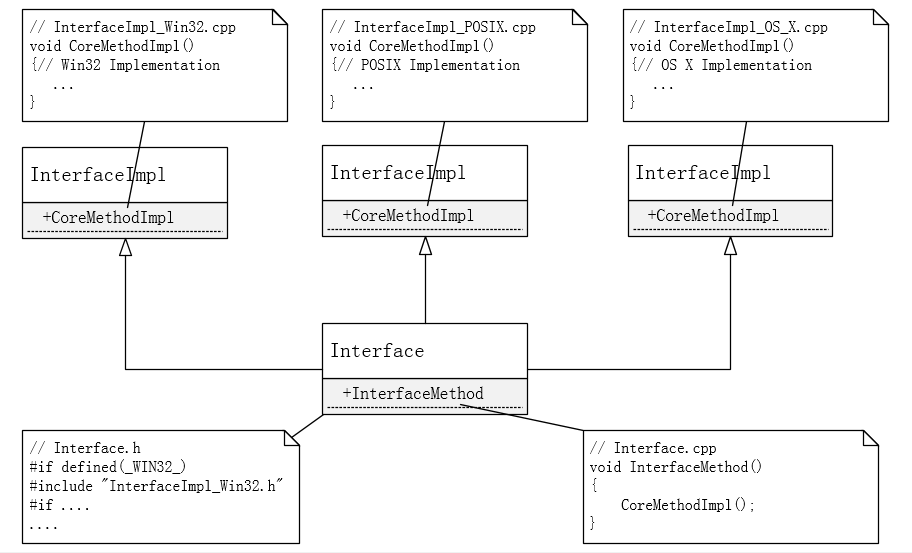 // InterfaceImpl_Win32.cpp
void CoreMethodImpl()
{// Win32 Implementation
...
}
// InterfaceImpl_POSIX.cpp
void CoreMethodImpl()
{// POSIX Implementation
...
}
// InterfaceImpl_OS_X.cpp
void CoreMethodImpl()
{// OS X Implementation
...
}
InterfaceImpl
+CoreMethodImpl
InterfaceImpl
+CoreMethodImpl
InterfaceImpl
+CoreMethodImpl
Interface
+InterfaceMethod
// Interface.h
#if defined(_WIN32_)
#include "InterfaceImpl_Win32.h"
#if ....
....
// Interface.cpp
void InterfaceMethod()
{
CoreMethodImpl();
}